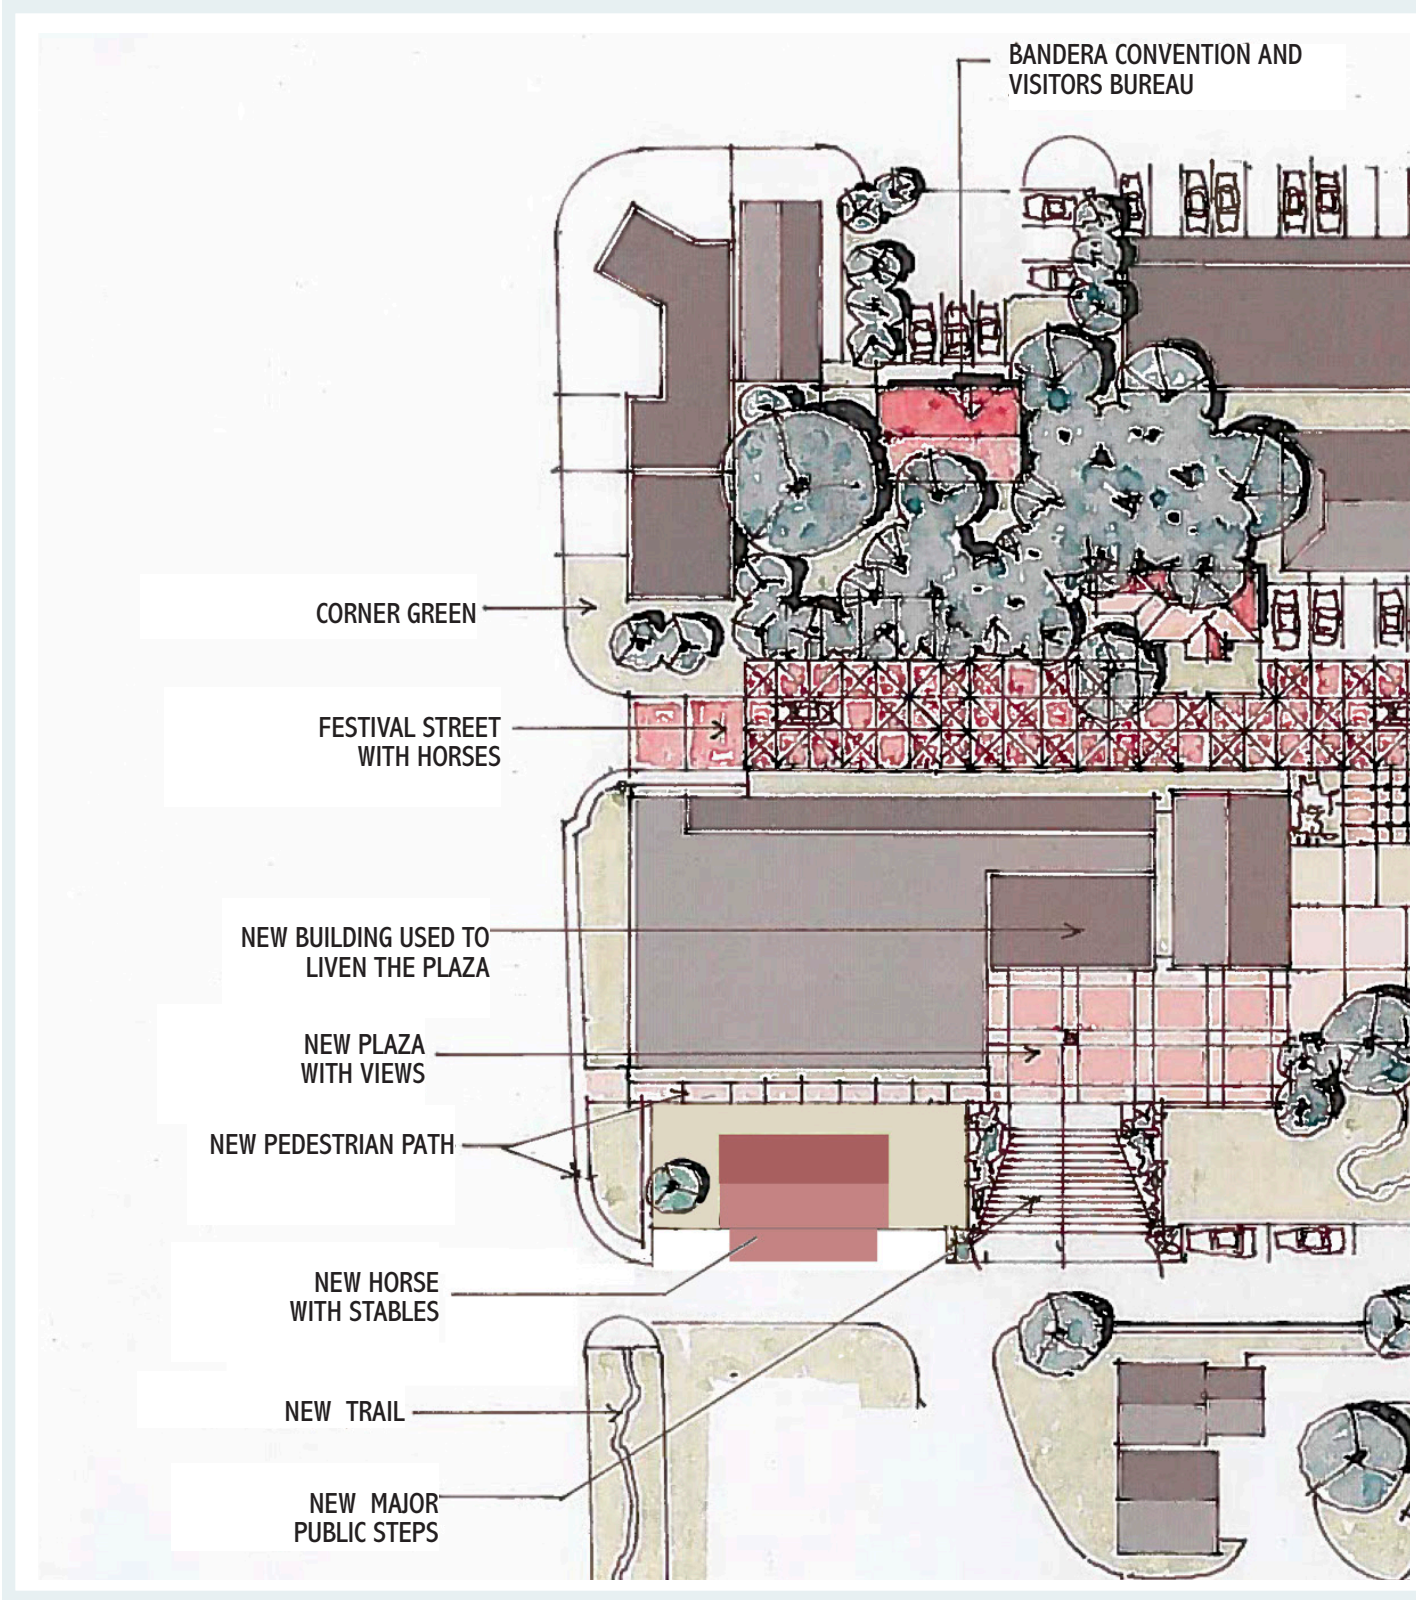 BANDERA CONVENTION AND
VISITORS BUREAU
CORNER GREEN
FESTIVAL STREET
WITH HORSES
NEW BUILDING USED TO
LIVEN THE PLAZA
NEW PLAZA
WITH VIEWS
NEW PEDESTRIAN PATH
NEW HORSE
WITH STABLES
NEW TRAIL
NEW MAJOR
PUBLIC STEPS